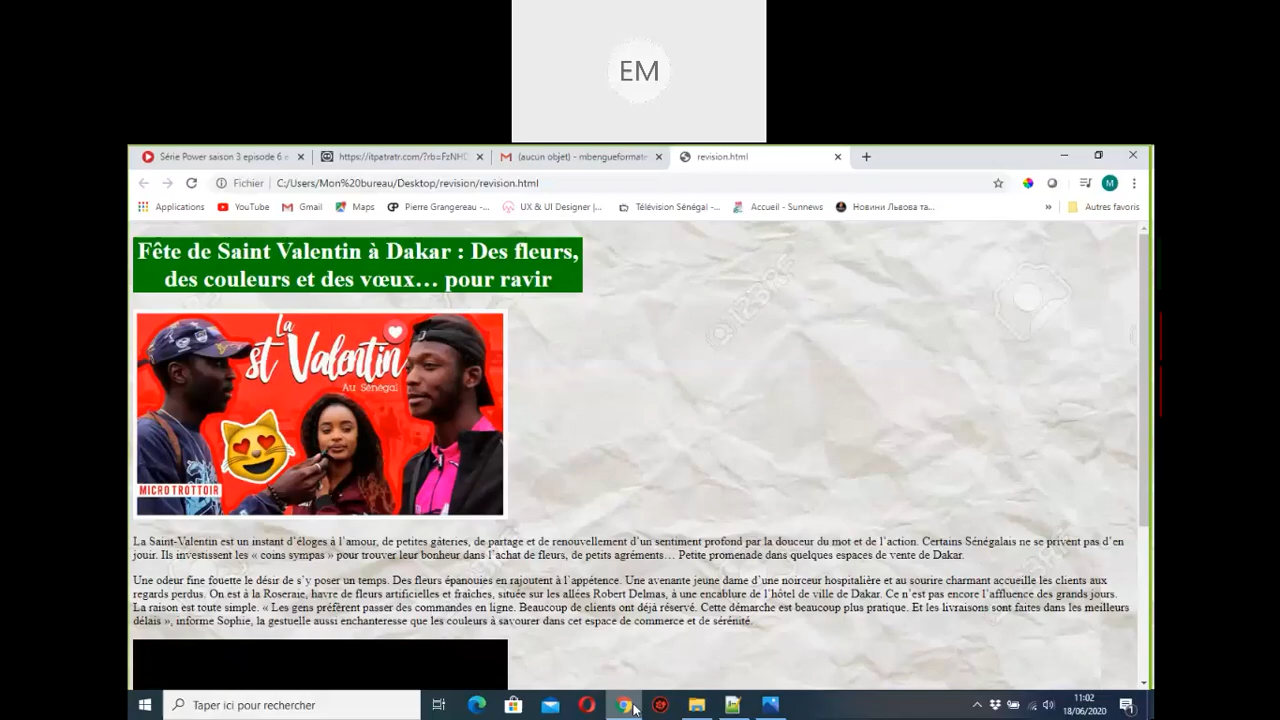 EM
Série Power saison 3 episode 6 e
https://itpatratr.com/?rb=FzNHD
(aucun objet) - mbengueformate
revision.html
Fichier
C:/Users/Mon%20bureau/Desktop/revision/revision.html
M
Applications
YouTube
Gmail
Maps
Pierre Grangereau -...
UX & UI Designer |...
Télévision Sénégal -...
Accueil - Sunnews
Новини Львова та...
»
Autres favoris
Fête de Saint Valentin à Dakar : Des fleurs,
des couleurs et des vœux… pour ravir
123RF
La
st Valentin
Au Sénégal
MICRO TROTTOIR
La Saint-Valentin est un instant d’éloges à l’amour, de petites gâteries, de partage et de renouvellement d’un sentiment profond par la douceur du mot et de l’action. Certains Sénégalais ne se privent pas d’en
jouir. Ils investissent les « coins sympas » pour trouver leur bonheur dans l’achat de fleurs, de petits agréments… Petite promenade dans quelques espaces de vente de Dakar.
Une odeur fine fouette le désir de s’y poser un temps. Des fleurs épanouies en rajoutent à l’appétence. Une avenante jeune dame d’une noirceur hospitalière et au sourire charmant accueille les clients aux
regards perdus. On est à la Roseraie, havre de fleurs artificielles et fraîches, située sur les allées Robert Delmas, à une encablure de l’hôtel de ville de Dakar. Ce n’est pas encore l’affluence des grands jours.
La raison est toute simple. « Les gens préfèrent passer des commandes en ligne. Beaucoup de clients ont déjà réservé. Cette démarche est beaucoup plus pratique. Et les livraisons sont faites dans les meilleurs
délais », informe Sophie, la gestuelle aussi enchanteresse que les couleurs à savourer dans cet espace de commerce et de sérénité.
Taper ici pour rechercher
11:02
18/06/2020